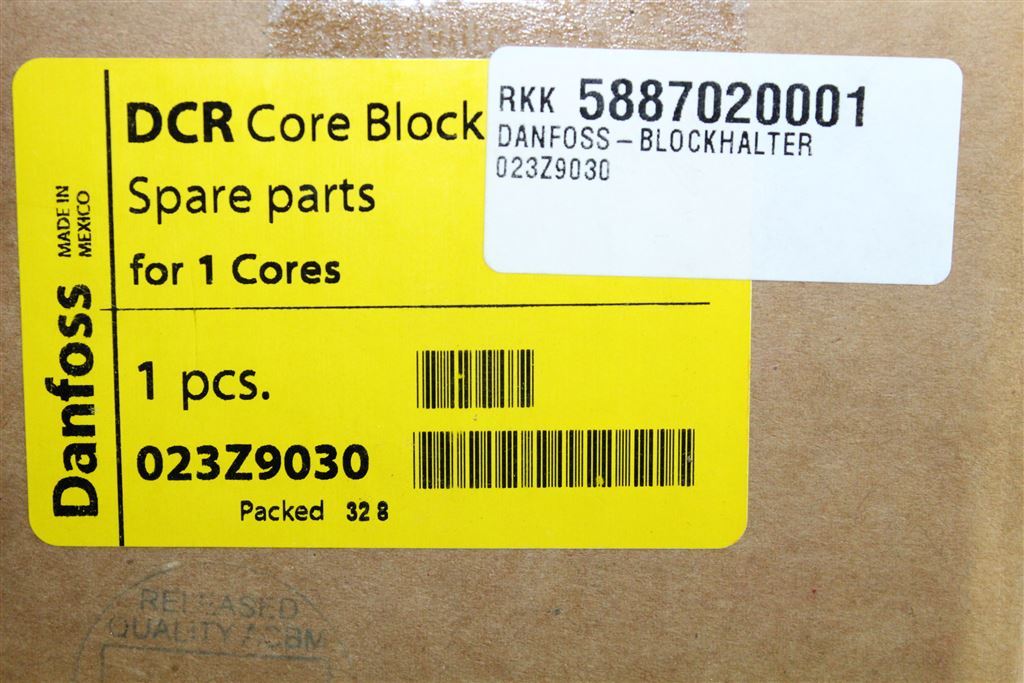 DCR Core Block
Spare parts
for 1 Cores
MADE IN
MEXICO
Danfoss
1 pcs.
023Z9030
Packed 32 8
RKK 5887020001
DANFOSS-BLOCKHALTER
023Z9030
RELEASED
QUALITY ACBM